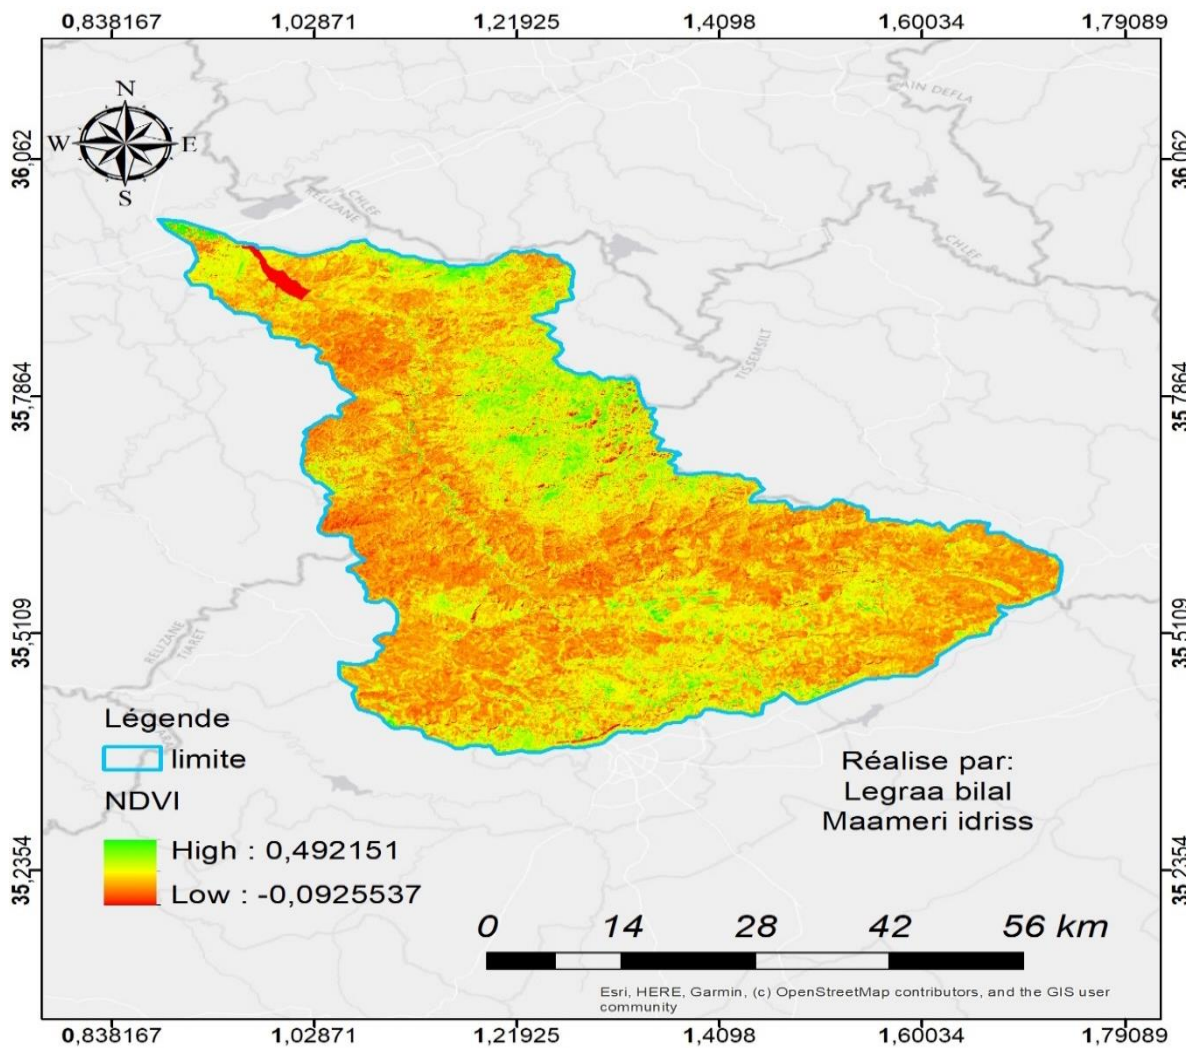 0,838167 1,02871 1,21925 1,4098 1,60034 1,79089
N
W E
S
36,062 36,062
AIN DEFLA
CHLEF
RELIZANE
CHLEF
TISSEMSILT
35,7864 35,7864
35,5109 35,5109
RELIZANE
TIARET
Légende
limite
NDVI
High : 0,492151
Low : -0,0925537
Réalise par:
Legraa bilal
Maameri idriss
35,2354 35,2354
0 14 28 42 56 km
Esri, HERE, Garmin, (c) OpenStreetMap contributors, and the GIS user
community
0,838167 1,02871 1,21925 1,4098 1,60034 1,79089